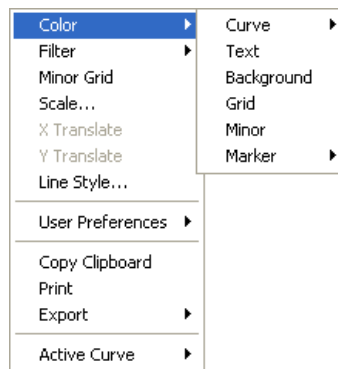 Color
Filter
Minor Grid
Scale...
X Translate
Y Translate
Line Style...
User Preferences
Copy Clipboard
Print
Export
Active Curve
Curve
Text
Background
Grid
Minor
Marker